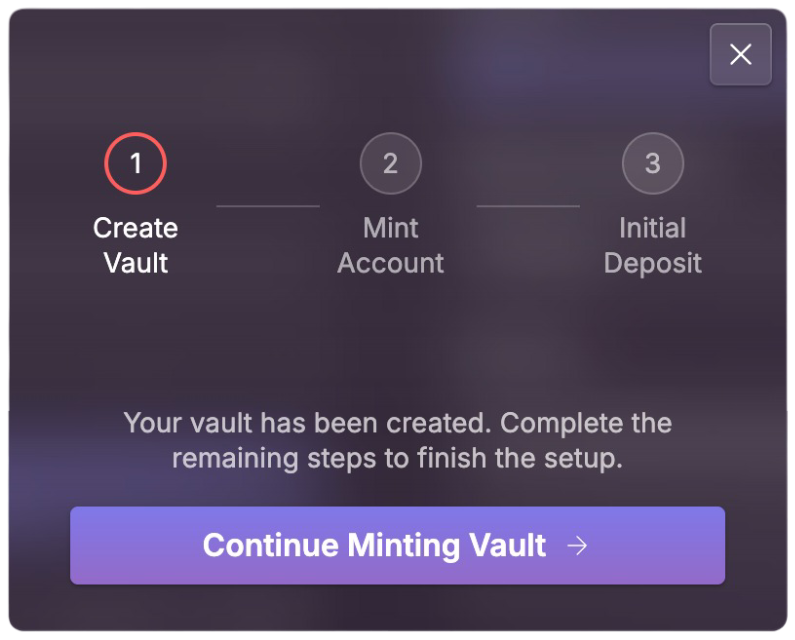 1
2
3
Create
Vault
Mint
Account
Initial
Deposit
Your vault has been created. Complete the
remaining steps to finish the setup.
Continue Minting Vault →